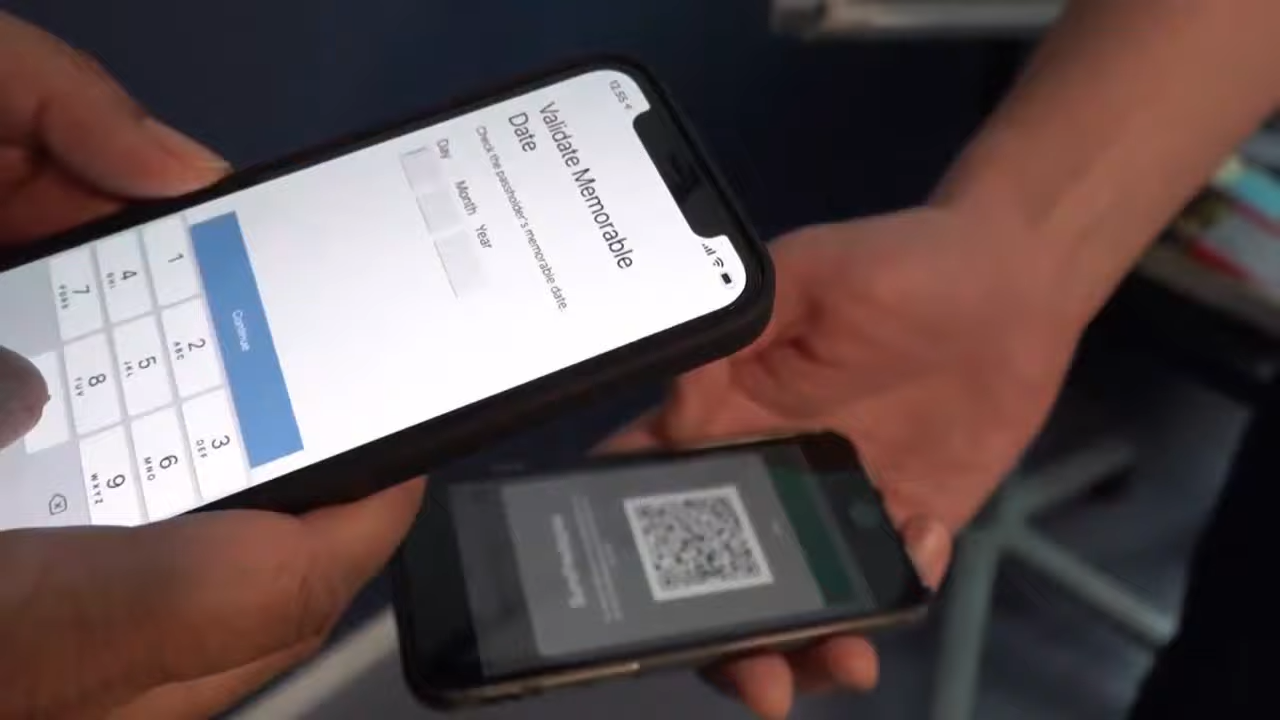 12:55
Validate Memorable
Date
Check the passholder's memorable date.
Day Month Year
Continue
1
2 ABC
3 DEF
4 GHI
5 JKL
6 MNO
7 PQRS
8 TUV
9 WXYZ